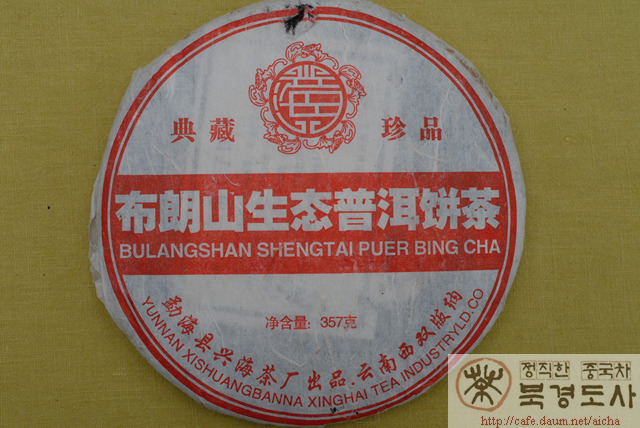 典藏 珍品
布朗山生态普洱饼茶
BULANGSHAN SHENGTAI PUER BING CHA
净含量: 357克
勐海县兴海茶厂出品.云南西双版纳
YUNNAN XISHUANGBANNA XINGHAI TEA INDUSTRYLD.CO
정직한 중국차
북경도사
http://cafe.daum.net/aicha